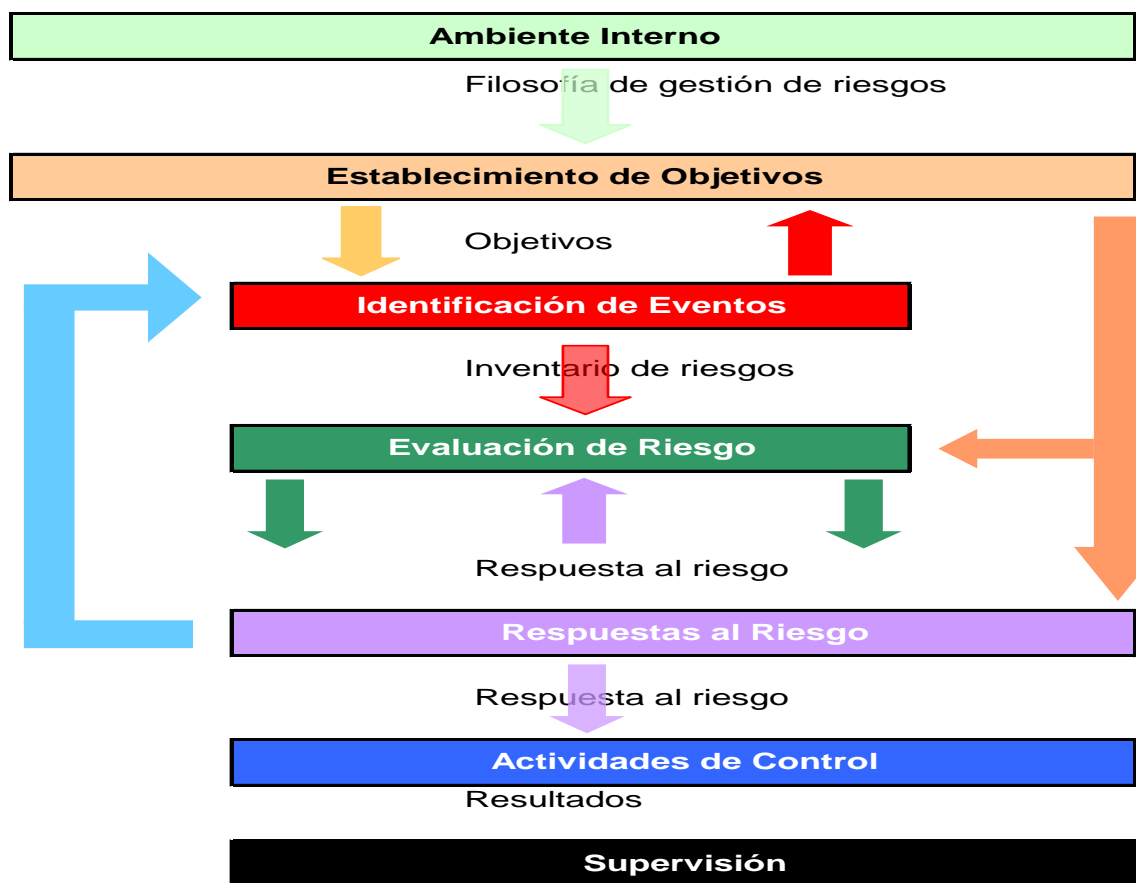 Ambiente Interno
Filosofía de gestión de riesgos
Establecimiento de Objetivos
Objetivos
Identificación de Eventos
Inventario de riesgos
Evaluación de Riesgo
Respuesta al riesgo
Respuestas al Riesgo
Respuesta al riesgo
Actividades de Control
Resultados
Supervisión